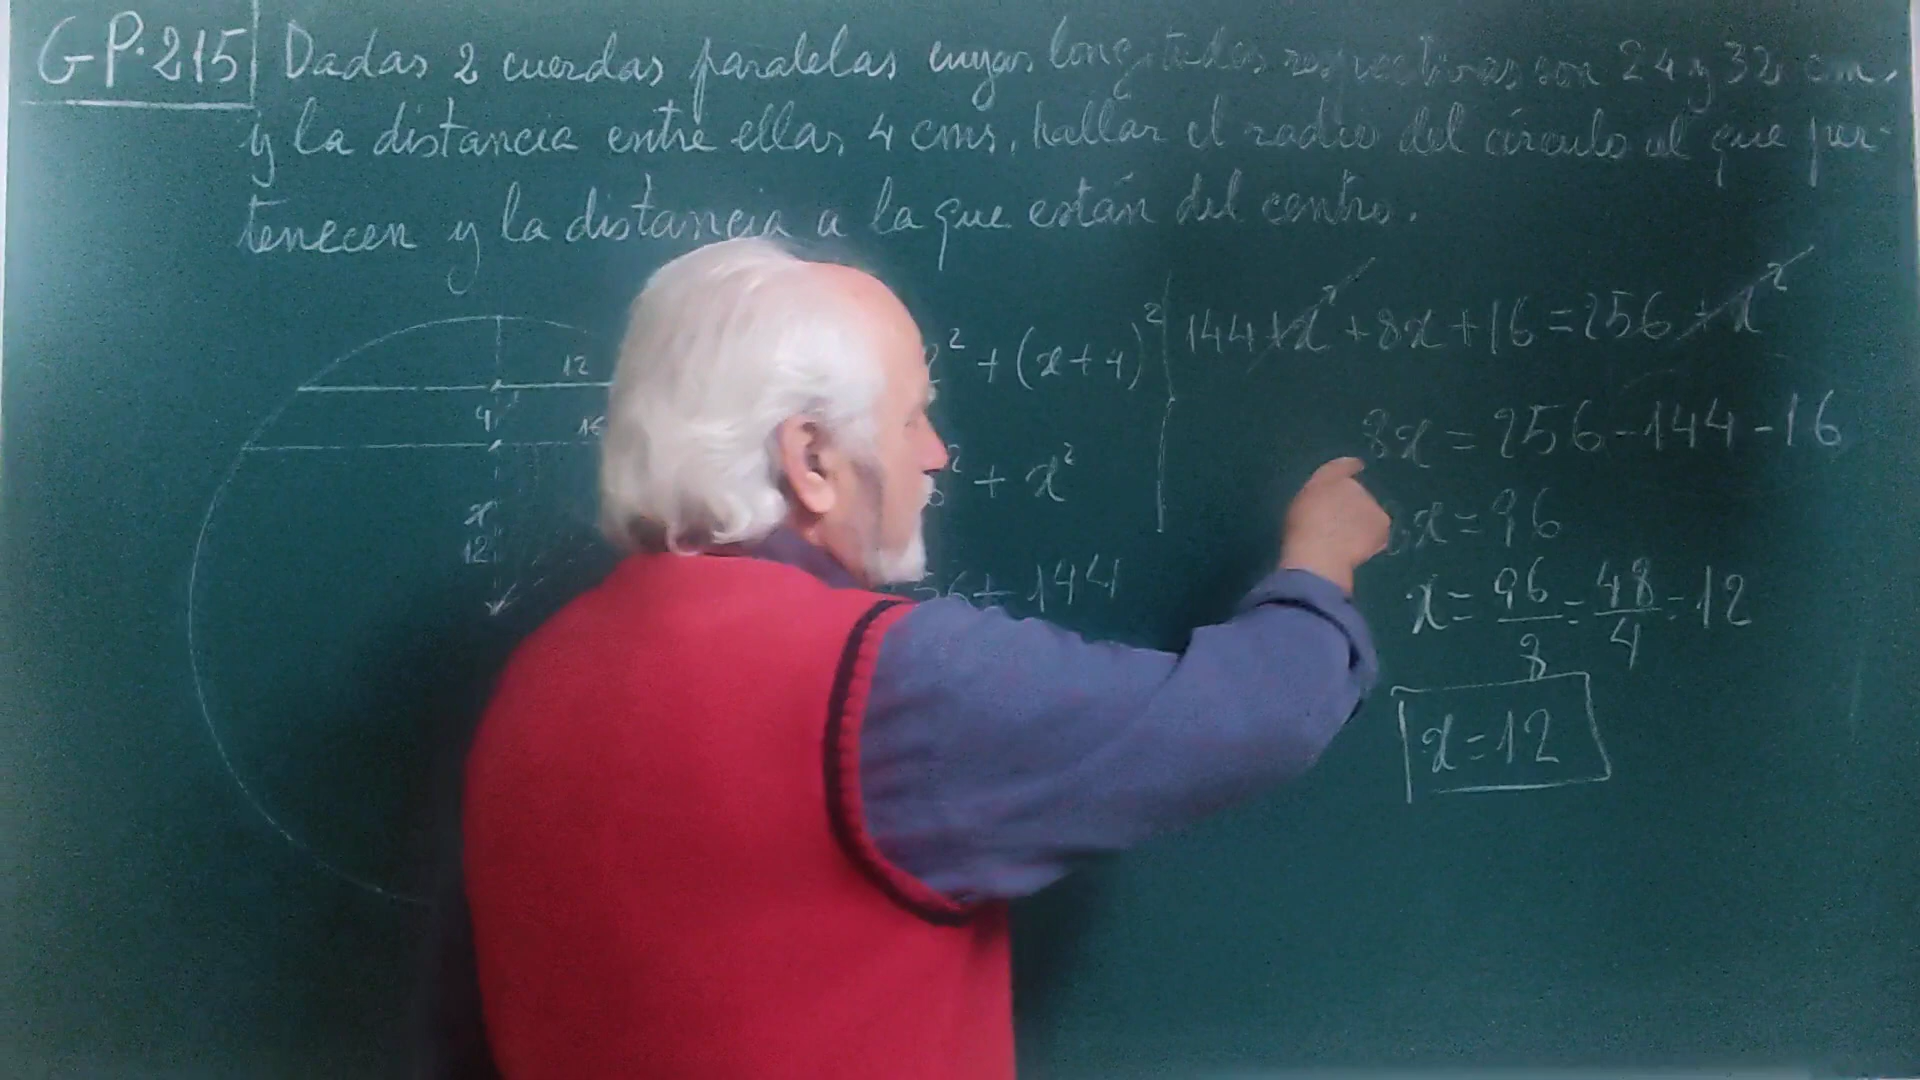 GP.215 Dadas 2 cuerdas paralelas cuyas longitudes respectivas son 24 y 32 cm.
y la distancia entre ellas 4 cms, hallar el radio del círculo al que per-
tenecen y la distancia a la que están del centro.
12
4
16
x
12
² + (x+4)²
² + x²
+ 144
144 + x² + 8x + 16 = 256 + x²
8x = 256 - 144 - 16
8x = 96
x = 96/8 = 48/4 = 12
x = 12